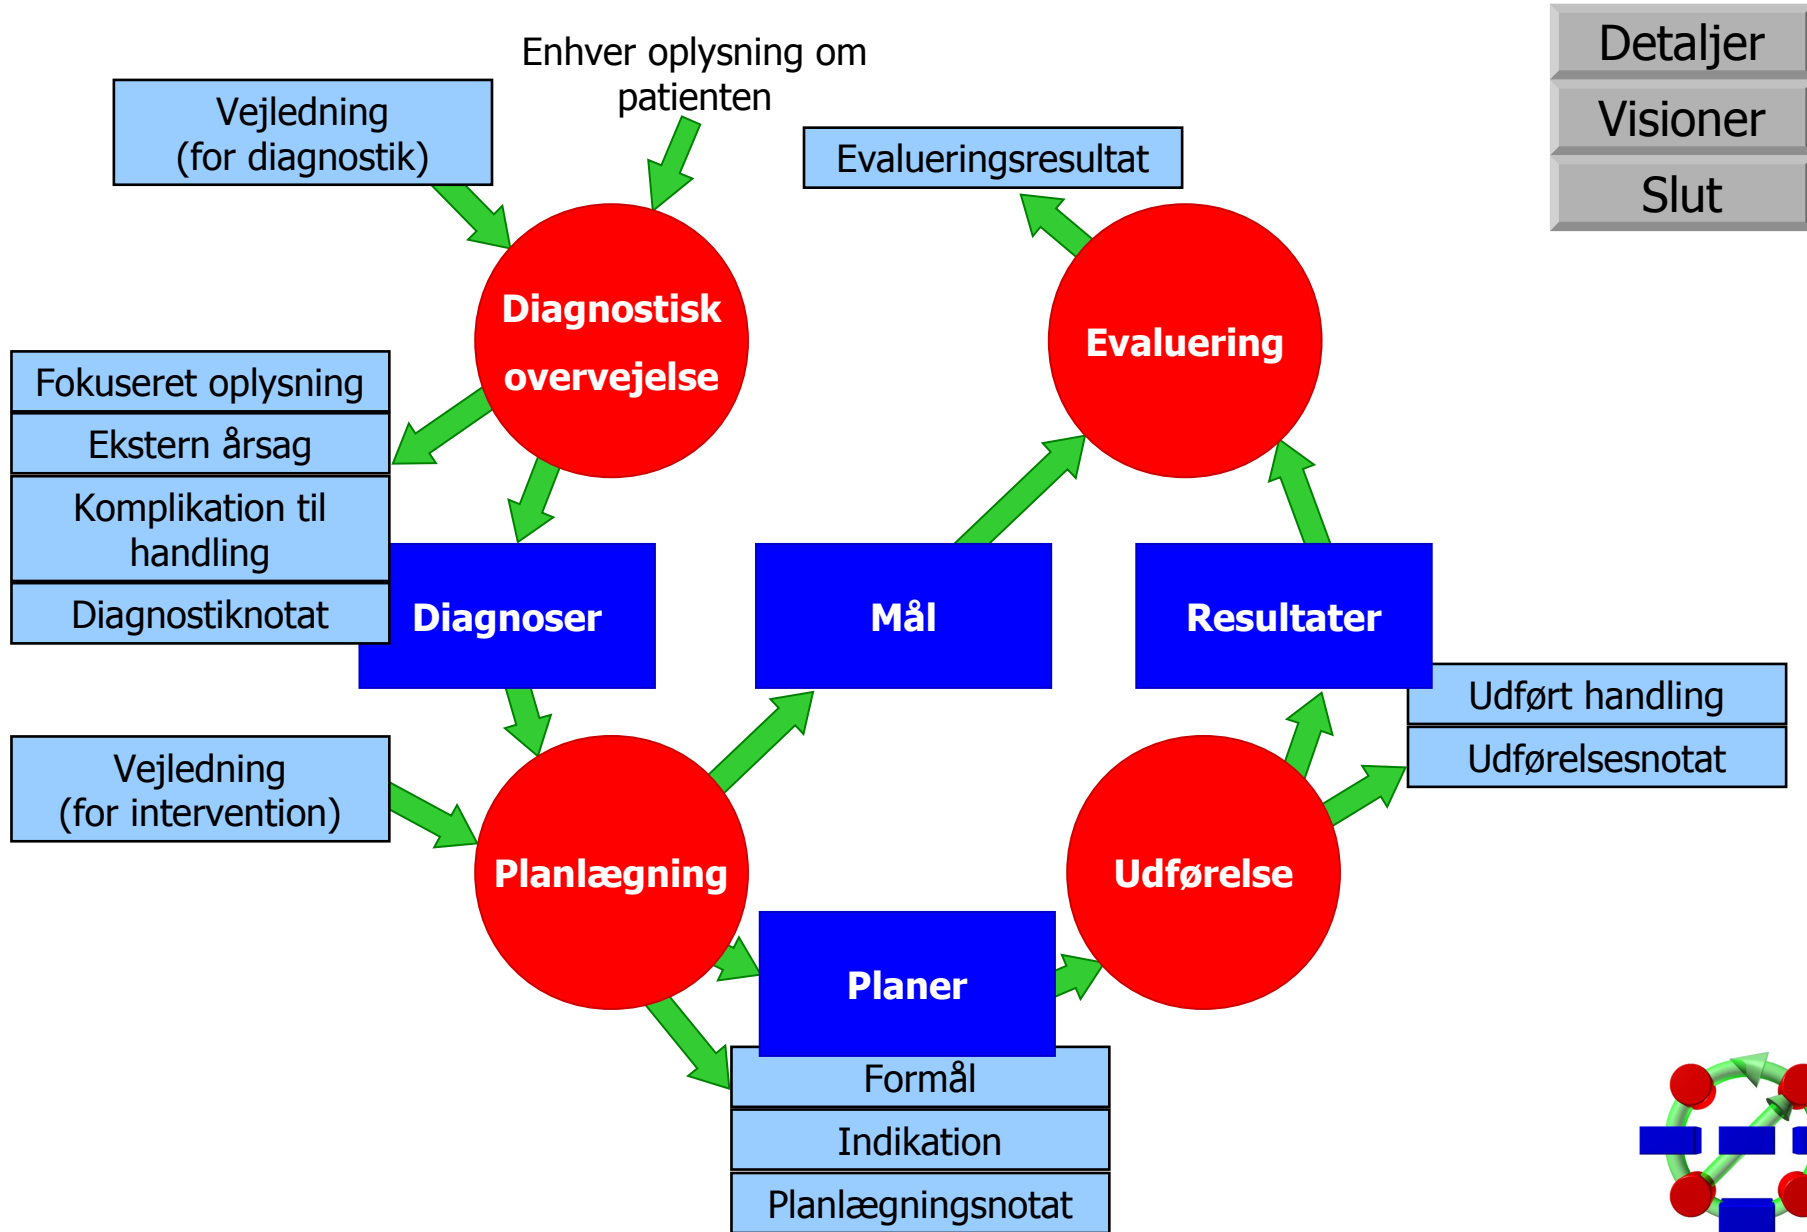 Detaljer
Visioner
Slut
Enhver oplysning om
patienten
Vejledning
(for diagnostik)
Evalueringsresultat
Diagnostisk
overvejelse
Evaluering
Fokuseret oplysning
Ekstern årsag
Komplikation til
handling
Diagnostiknotat
Diagnoser
Mål
Resultater
Udført handling
Udførelsesnotat
Vejledning
(for intervention)
Planlægning
Udførelse
Planer
Formål
Indikation
Planlægningsnotat